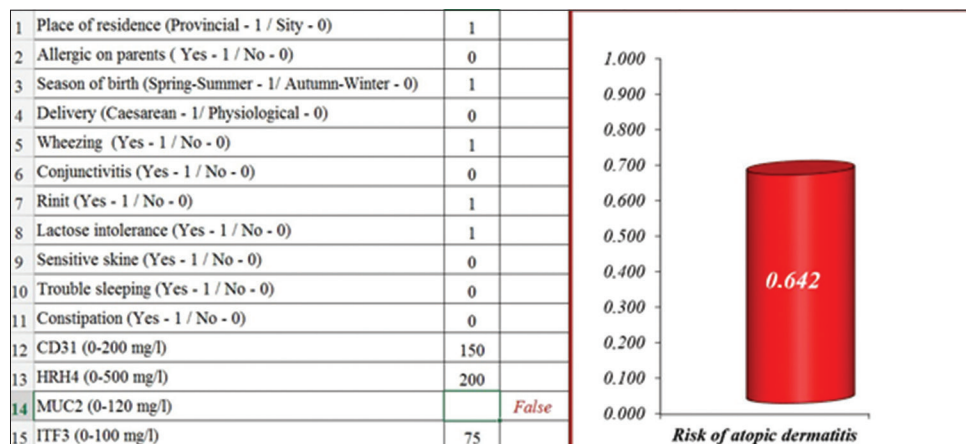 1 Place of residence (Provincial - 1 / Sity - 0) 1
2 Allergic on parents ( Yes - 1 / No - 0) 0
3 Season of birth (Spring-Summer - 1/ Autumn-Winter - 0) 1
4 Delivery (Caesarean - 1/ Physiological - 0) 0
5 Wheezing (Yes - 1 / No - 0) 1
6 Conjunctivitis (Yes - 1 / No - 0) 0
7 Rinit (Yes - 1 / No - 0) 1
8 Lactose intolerance (Yes - 1 / No - 0) 1
9 Sensitive skine (Yes - 1 / No - 0) 0
10 Trouble sleeping (Yes - 1 / No - 0) 0
11 Constipation (Yes - 1 / No - 0) 0
12 CD31 (0-200 mg/l) 150
13 HRH4 (0-500 mg/l) 200
14 MUC2 (0-120 mg/l) False
15 ITF3 (0-100 mg/l) 75
1.000
0.900
0.800
0.700
0.600
0.500
0.400
0.300
0.200
0.100
0.000
0.642
Risk of atopic dermatitis